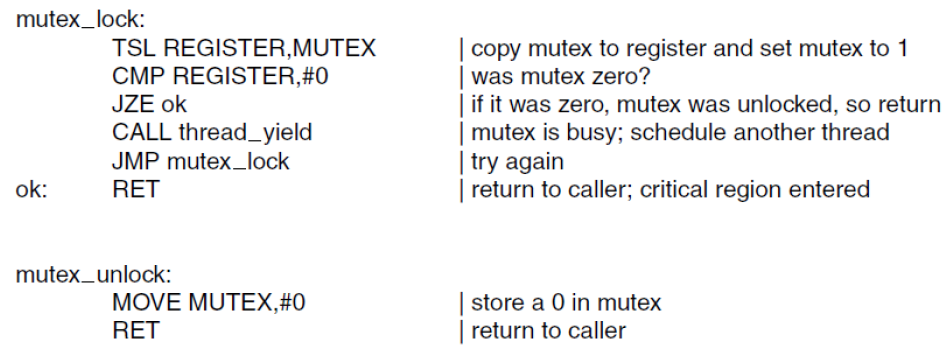 mutex_lock:
TSL REGISTER,MUTEX | copy mutex to register and set mutex to 1
CMP REGISTER,#0 | was mutex zero?
JZE ok | if it was zero, mutex was unlocked, so return
CALL thread_yield | mutex is busy; schedule another thread
JMP mutex_lock | try again
ok: RET | return to caller; critical region entered
mutex_unlock:
MOVE MUTEX,#0 | store a 0 in mutex
RET | return to caller